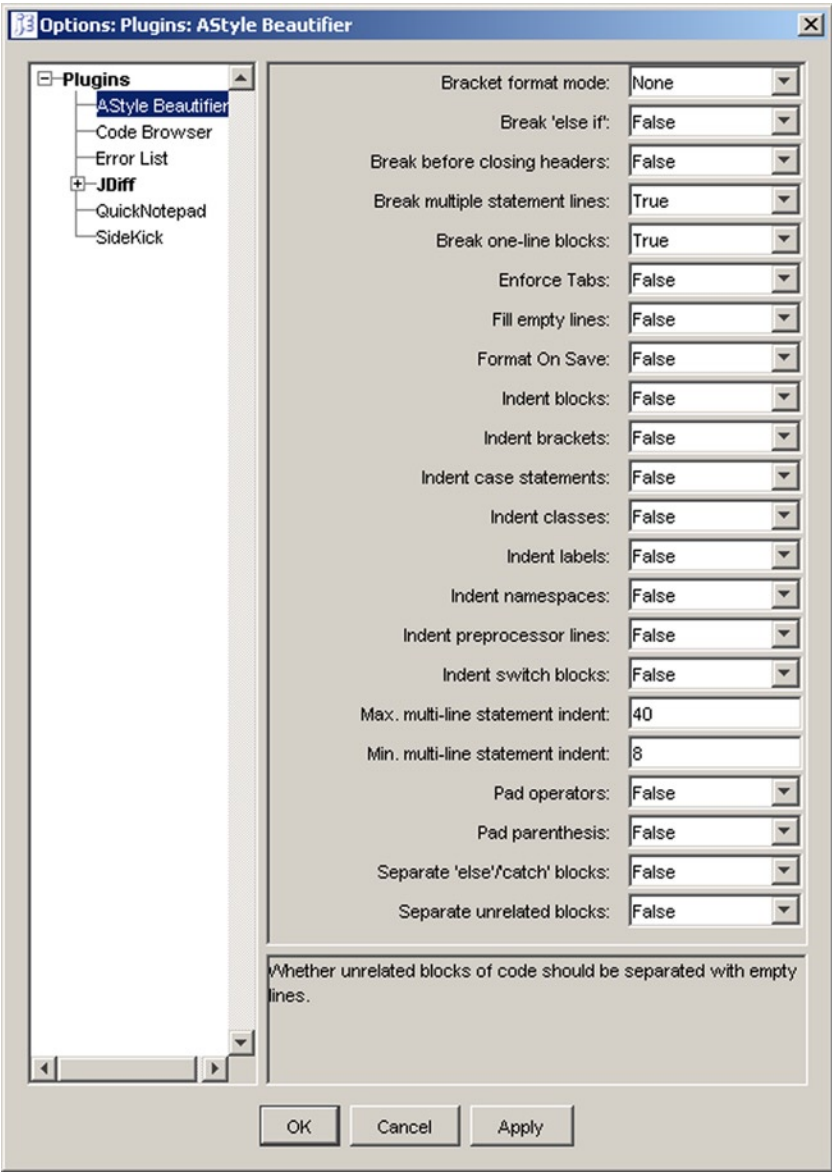 Options: Plugins: AStyle Beautifier
Plugins
AStyle Beautifier
Code Browser
Error List
JDiff
QuickNotepad
SideKick
Bracket format mode: None
Break 'else if': False
Break before closing headers: False
Break multiple statement lines: True
Break one-line blocks: True
Enforce Tabs: False
Fill empty lines: False
Format On Save: False
Indent blocks: False
Indent brackets: False
Indent case statements: False
Indent classes: False
Indent labels: False
Indent namespaces: False
Indent preprocessor lines: False
Indent switch blocks: False
Max. multi-line statement indent: 40
Min. multi-line statement indent: 8
Pad operators: False
Pad parenthesis: False
Separate 'else'/'catch' blocks: False
Separate unrelated blocks: False
Whether unrelated blocks of code should be separated with empty
lines.
OK Cancel Apply